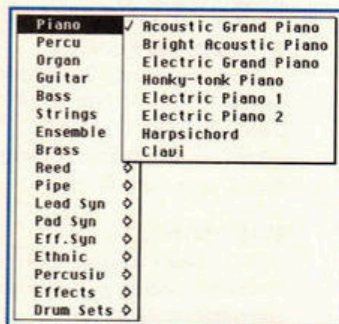 Piano
Percu
Organ
Guitar
Bass
Strings
Ensemble
Brass
Reed
Pipe
Lead Syn
Pad Syn
Eff.Syn
Ethnic
Percusiv
Effects
Drum Sets
✓ Acoustic Grand Piano
Bright Acoustic Piano
Electric Grand Piano
Honky-tonk Piano
Electric Piano 1
Electric Piano 2
Harpsichord
Clavi